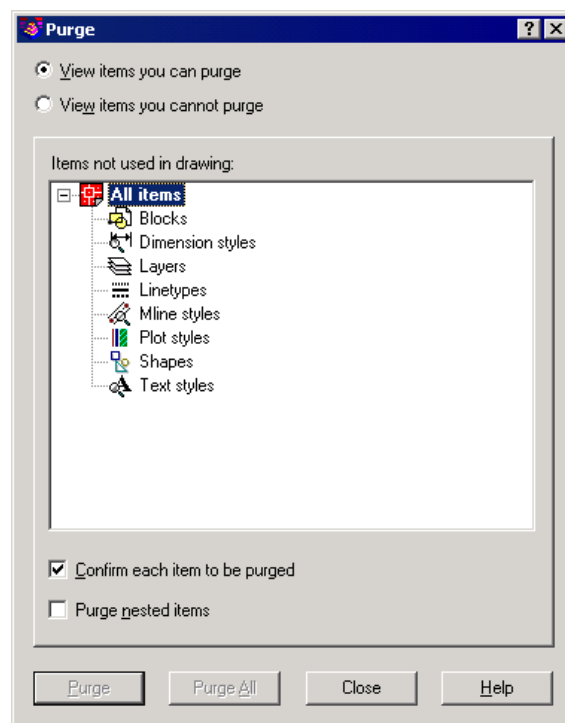 Purge
View items you can purge
View items you cannot purge
Items not used in drawing:
All items
Blocks
Dimension styles
Layers
Linetypes
Mline styles
Plot styles
Shapes
Text styles
Confirm each item to be purged
Purge nested items
Purge Purge All Close Help